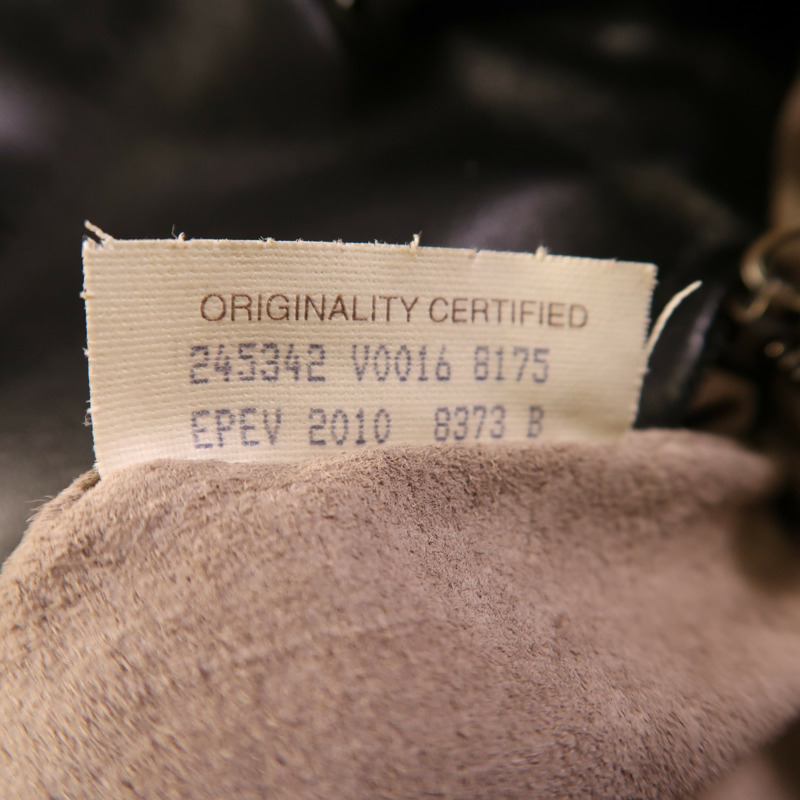 ORIGINALITY CERTIFIED
245342 V0016 8175
EPEV 2010 8373 B